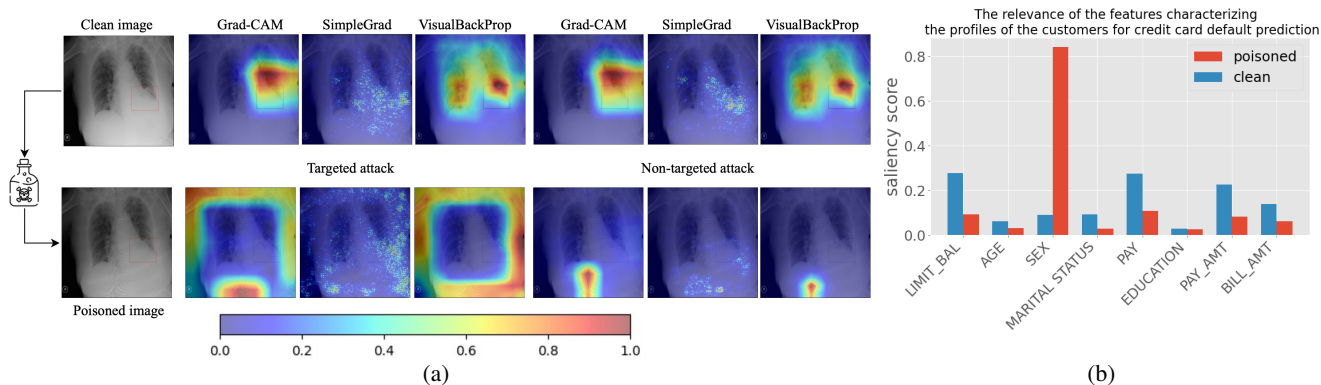 Clean image
Grad-CAM SimpleGrad VisualBackProp Grad-CAM SimpleGrad VisualBackProp
Targeted attack Non-targeted attack
Poisoned image
0.0 0.2 0.4 0.6 0.8 1.0
(a)
The relevance of the features characterizing
the profiles of the customers for credit card default prediction
saliency score
0.8
0.6
0.4
0.2
0.0
poisoned
clean
LIMIT_BAL
AGE
SEX
MARITAL STATUS
PAY
EDUCATION
PAY_AMT
BILL_AMT
(b)